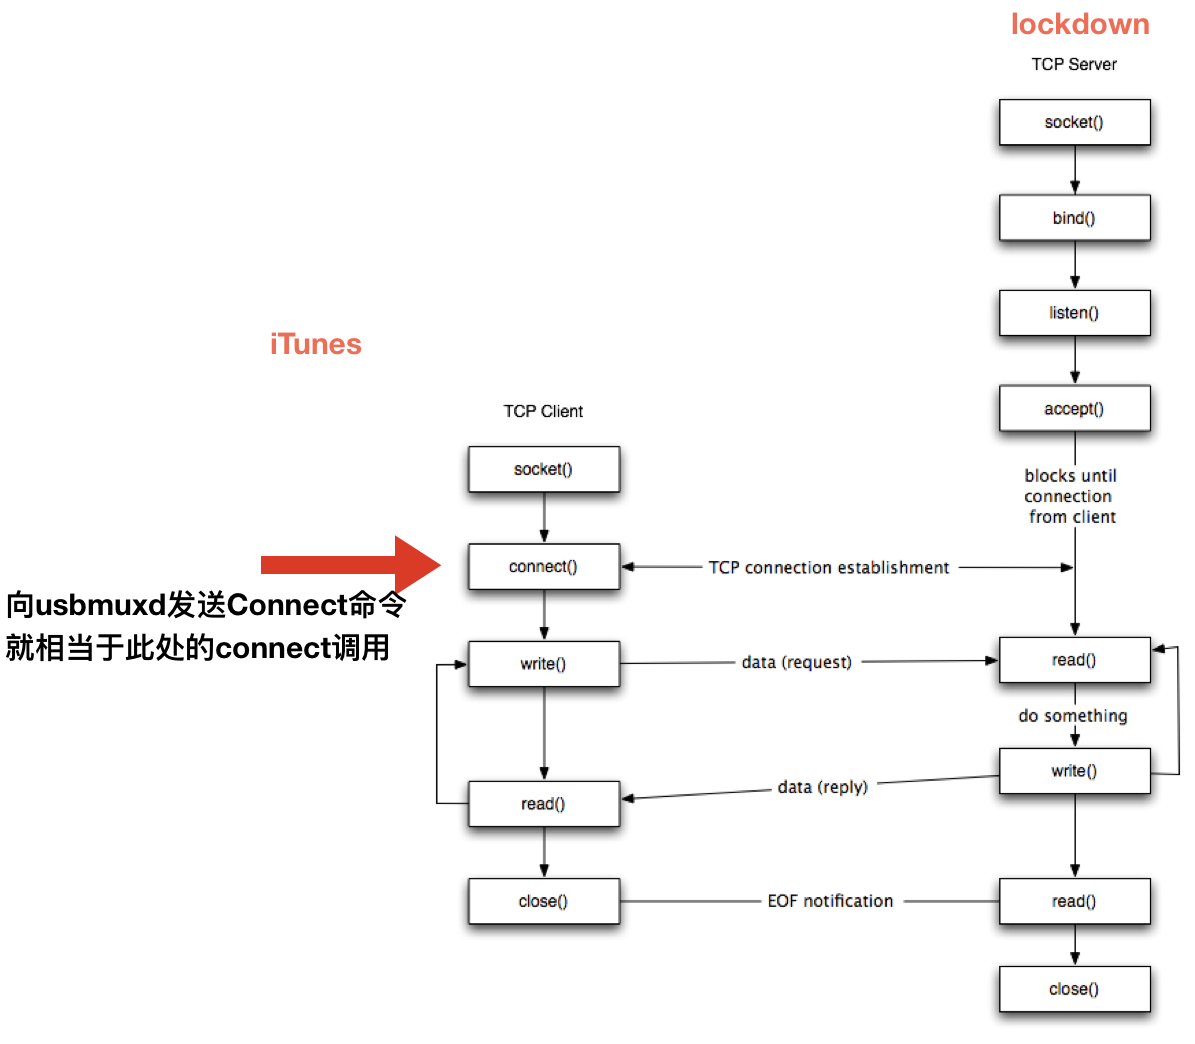 lockdown
TCP Server
socket()
bind()
listen()
accept()
blocks until
connection
from client
iTunes
TCP Client
socket()
connect()
TCP connection establishment
向usbmuxd发送Connect命令
就相当于此处的connect调用
write()
data (request)
read()
do something
write()
read()
data (reply)
close()
EOF notification
read()
close()